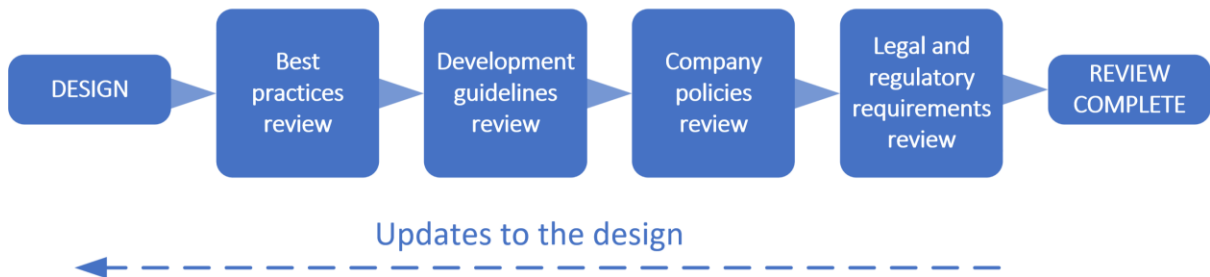 DESIGN
Best
practices
review
Development
guidelines
review
Company
policies
review
Legal and
regulatory
requirements
review
REVIEW
COMPLETE
Updates to the design